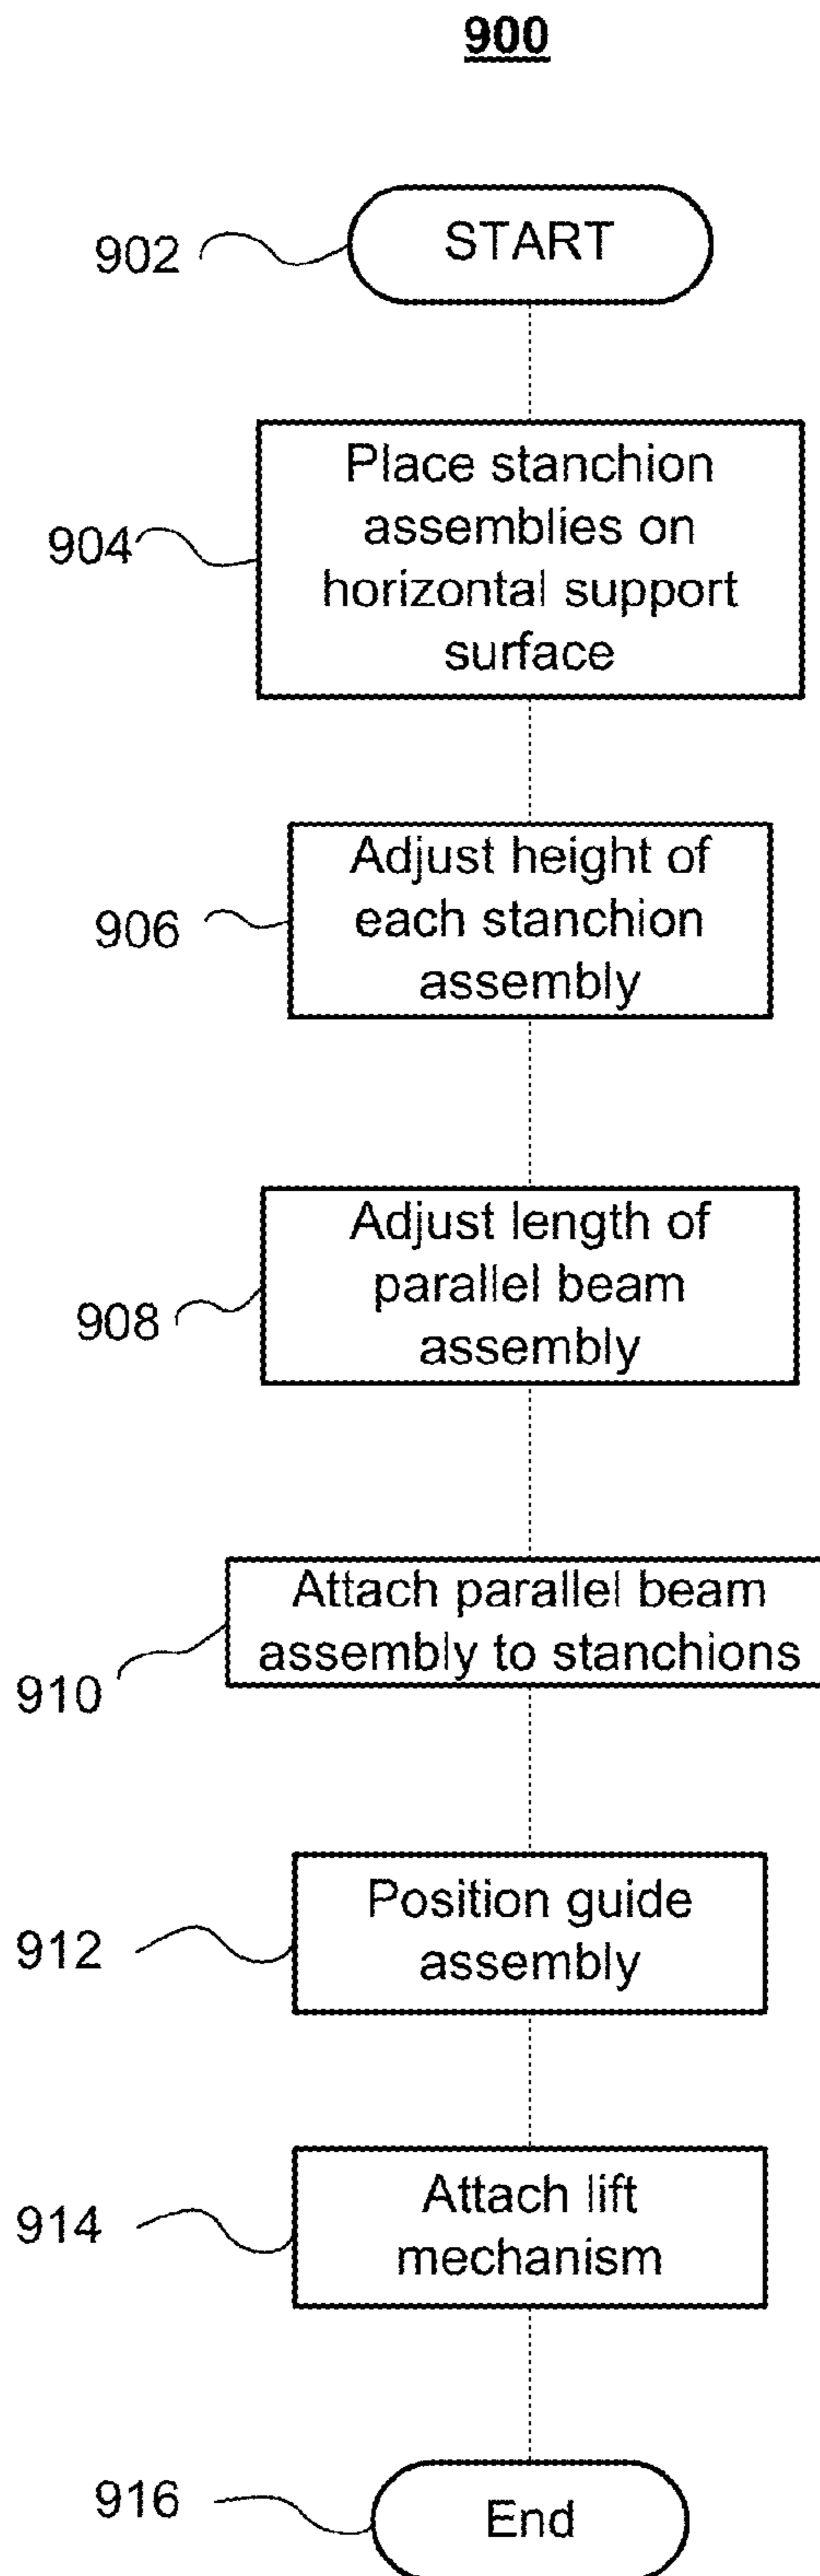 900
902
START
904
Place stanchion
assemblies on
horizontal support
surface
906
Adjust height of
each stanchion
assembly
908
Adjust length of
parallel beam
assembly
910
Attach parallel beam
assembly to stanchions
912
Position guide
assembly
914
Attach lift
mechanism
916
End